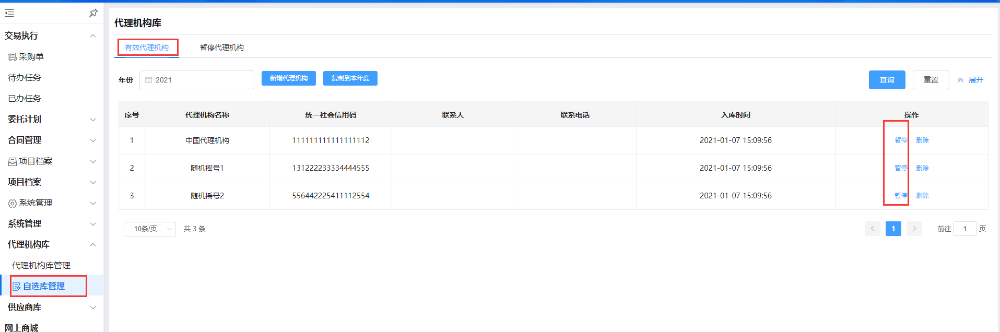 交易执行
采购单
待办任务
已办任务
委托计划
合同管理
项目档案
项目档案
系统管理
系统管理
代理机构库
代理机构库管理
自选库管理
供应商库
网上商城
代理机构库
有效代理机构 暂停代理机构
年份 2021 新增代理机构 复制到本年度 查询 重置 展开
序号 代理机构名称 统一社会信用码 联系人 联系电话 入库时间 操作
1 中国代理机构 111111111111111112 2021-01-07 15:09:56 暂停 删除
2 随机摇号1 131222233334444555 2021-01-07 15:09:56 暂停 删除
3 随机摇号2 556442225411112554 2021-01-07 15:09:56 暂停 删除
10条/页 共 3 条 1 前往 1 页